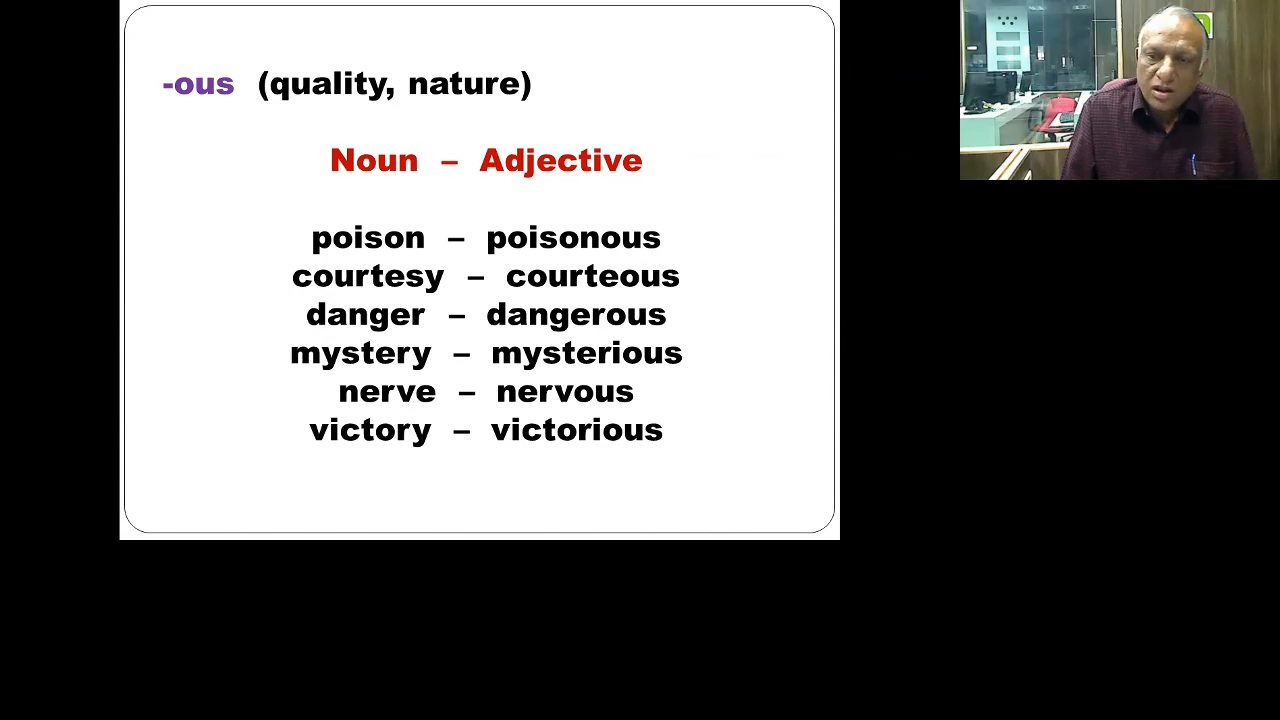 -ous (quality, nature)
Noun – Adjective
poison – poisonous
courtesy – courteous
danger – dangerous
mystery – mysterious
nerve – nervous
victory – victorious